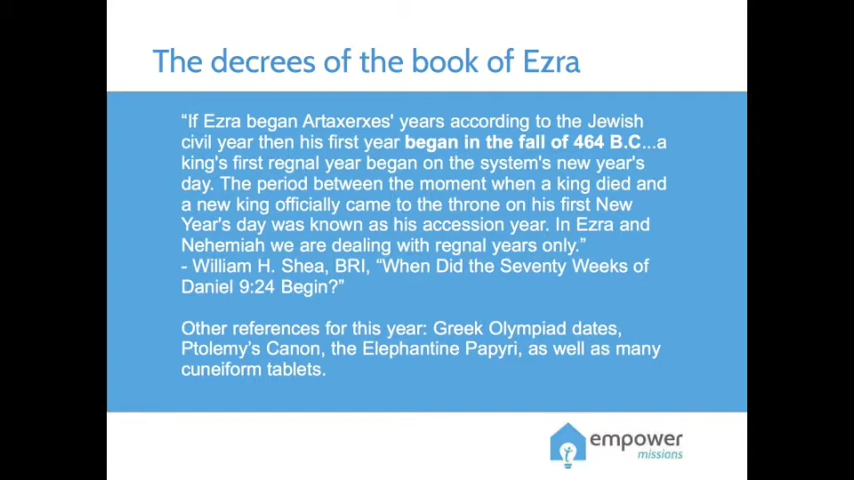 The decrees of the book of Ezra
“If Ezra began Artaxerxes' years according to the Jewish
civil year then his first year began in the fall of 464 B.C...a
king's first regnal year began on the system's new year's
day. The period between the moment when a king died and
a new king officially came to the throne on his first New
Year's day was known as his accession year. In Ezra and
Nehemiah we are dealing with regnal years only.”
- William H. Shea, BRI, “When Did the Seventy Weeks of
Daniel 9:24 Begin?”
Other references for this year: Greek Olympiad dates,
Ptolemy’s Canon, the Elephantine Papyri, as well as many
cuneiform tablets.
empower
missions